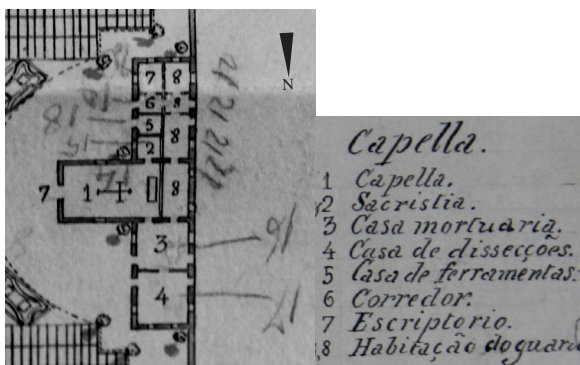 N
7 8
6 8
5
8
2
7 1 8
3
4
Capella.
1 Capella.
2 Sacristia.
3 Casa mortuaria.
4 Casa de dissecções.
5 Casa de ferramentas.
6 Corredor.
7 Escriptorio.
8 Habitação do